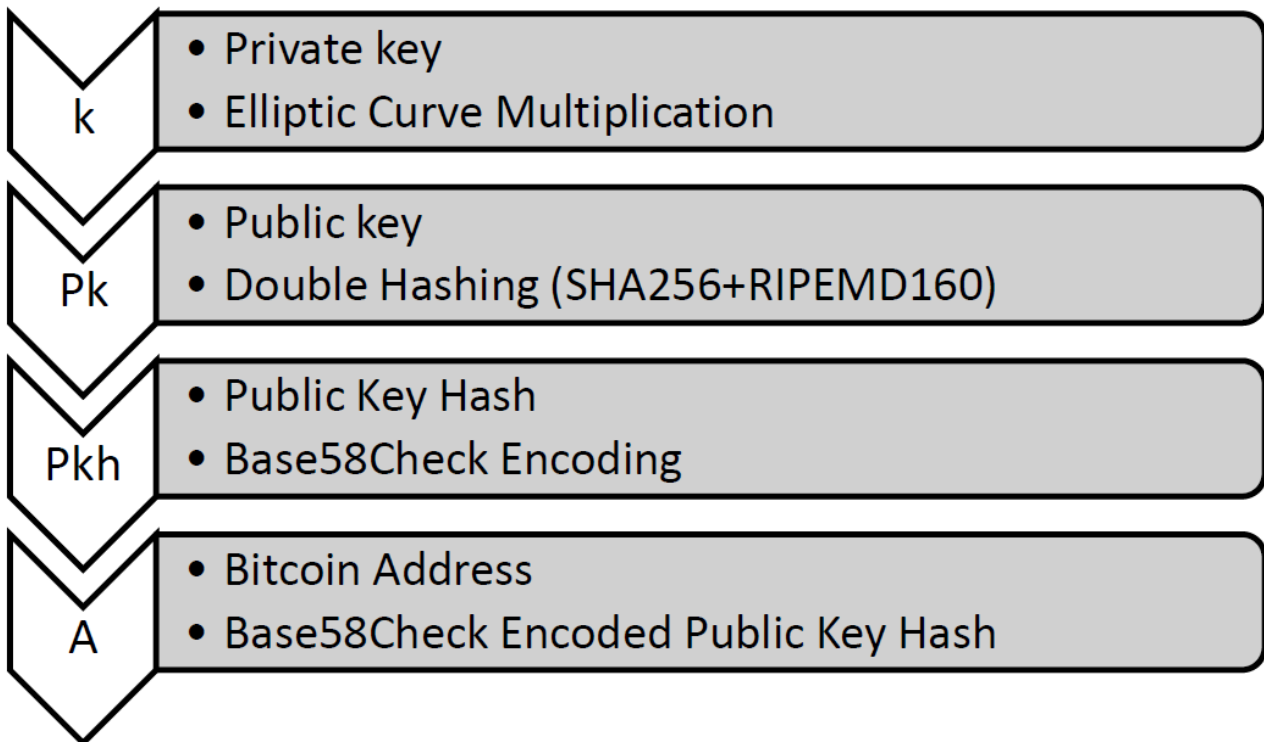 k
• Private key
• Elliptic Curve Multiplication
Pk
• Public key
• Double Hashing (SHA256+RIPEMD160)
Pkh
• Public Key Hash
• Base58Check Encoding
A
• Bitcoin Address
• Base58Check Encoded Public Key Hash